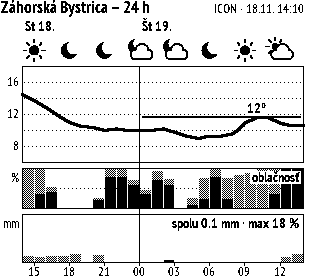 Záhorská Bystrica – 24 h
ICON · 18.11. 14:10
St 18.
Št 19.
16
12
8
12°
%
oblačnosť
mm
spolu 0.1 mm · max 18 %
15 18 21 00 03 06 09 12